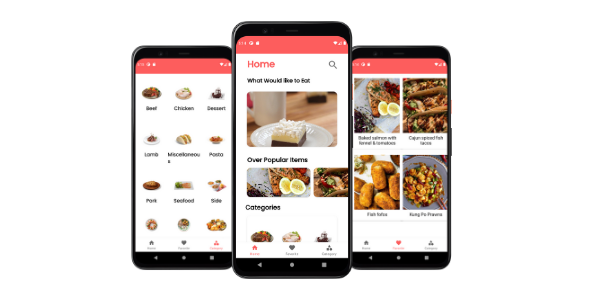 Beef Chicken Dessert
Lamb Miscellaneou
s Pasta
Pork Seafood Side
Home Favorite Category
Home
What Would like to Eat
Over Popular Items
Categories
Home Favorite Category
Baked salmon with
fennel & tomatoes
Cajun spiced fish
tacos
Fish fofos
Kung Po Prawns
Home Favorite Category